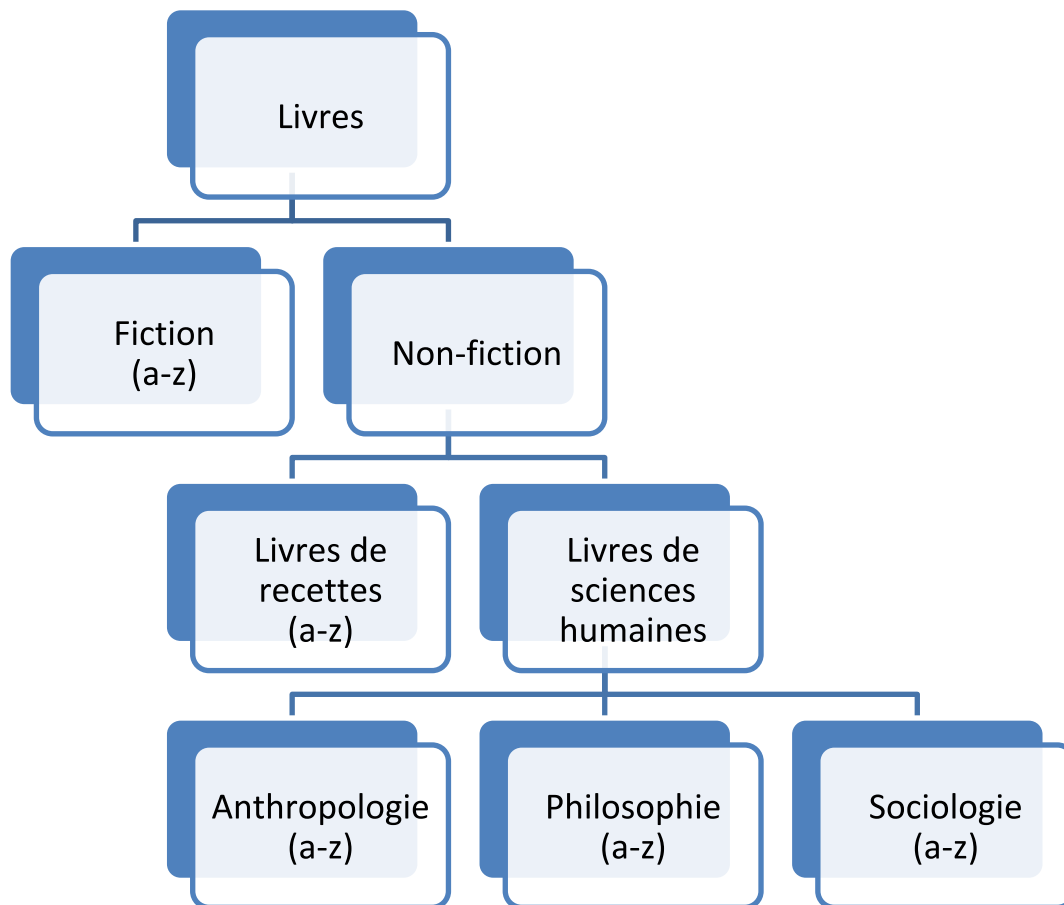 Livres
Fiction
(a-z)
Non-fiction
Livres de
recettes
(a-z)
Livres de
sciences
humaines
Anthropologie
(a-z)
Philosophie
(a-z)
Sociologie
(a-z)